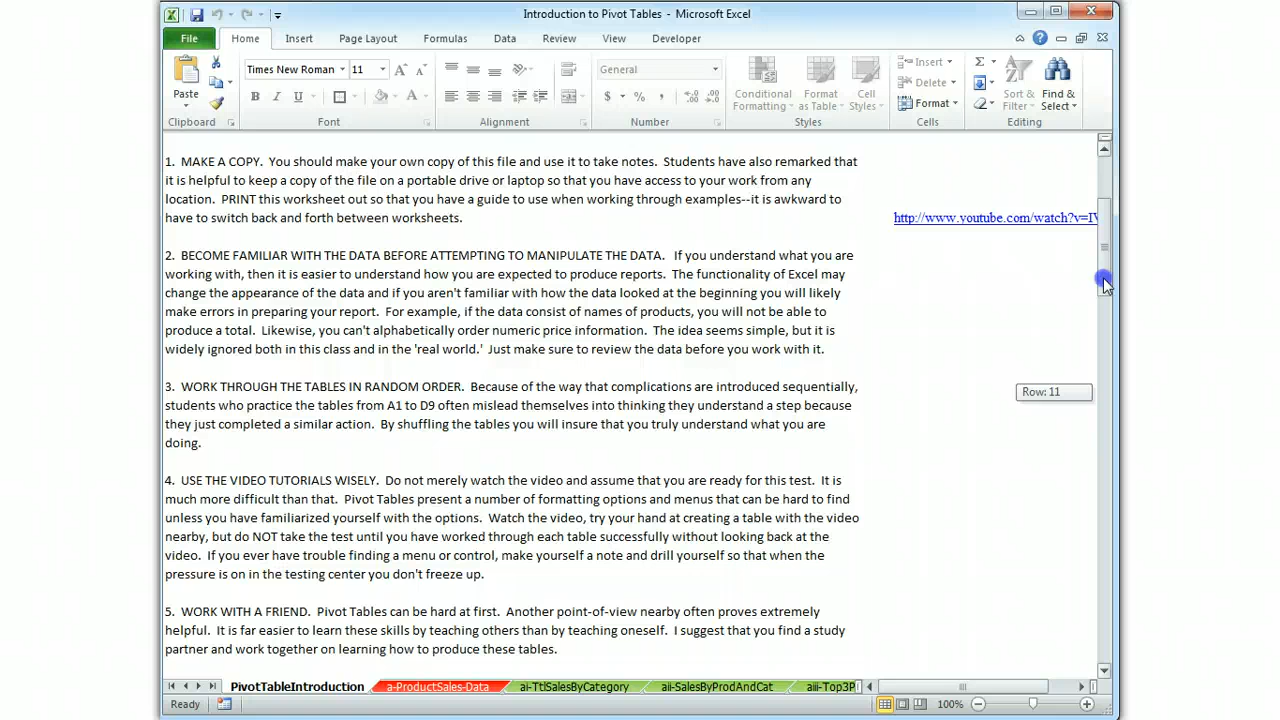 Introduction to Pivot Tables - Microsoft Excel
File Home Insert Page Layout Formulas Data Review View Developer
Times New Roman 11 General Insert Σ
Delete
Paste Conditional Format Cell Sort & Find &
B I U A $ % , Formatting as Table Styles Format Filter Select
Clipboard Font Alignment Number Styles Cells Editing
1. MAKE A COPY. You should make your own copy of this file and use it to take notes. Students have also remarked that
it is helpful to keep a copy of the file on a portable drive or laptop so that you have access to your work from any
location. PRINT this worksheet out so that you have a guide to use when working through examples--it is awkward to
have to switch back and forth between worksheets.
http://www.youtube.com/watch?v=IV
2. BECOME FAMILIAR WITH THE DATA BEFORE ATTEMPTING TO MANIPULATE THE DATA. If you understand what you are
working with, then it is easier to understand how you are expected to produce reports. The functionality of Excel may
change the appearance of the data and if you aren't familiar with how the data looked at the beginning you will likely
make errors in preparing your report. For example, if the data consist of names of products, you will not be able to
produce a total. Likewise, you can't alphabetically order numeric price information. The idea seems simple, but it is
widely ignored both in this class and in the 'real world.' Just make sure to review the data before you work with it.
3. WORK THROUGH THE TABLES IN RANDOM ORDER. Because of the way that complications are introduced sequentially,
students who practice the tables from A1 to D9 often mislead themselves into thinking they understand a step because
they just completed a similar action. By shuffling the tables you will insure that you truly understand what you are
doing.
Row: 11
4. USE THE VIDEO TUTORIALS WISELY. Do not merely watch the video and assume that you are ready for this test. It is
much more difficult than that. Pivot Tables present a number of formatting options and menus that can be hard to find
unless you have familiarized yourself with the options. Watch the video, try your hand at creating a table with the video
nearby, but do NOT take the test until you have worked through each table successfully without looking back at the
video. If you ever have trouble finding a menu or control, make yourself a note and drill yourself so that when the
pressure is on in the testing center you don't freeze up.
5. WORK WITH A FRIEND. Pivot Tables can be hard at first. Another point-of-view nearby often proves extremely
helpful. It is far easier to learn these skills by teaching others than by teaching oneself. I suggest that you find a study
partner and work together on learning how to produce these tables.
PivotTableIntroduction a-ProductSales-Data ai-TtlSalesByCategory aii-SalesByProdAndCat aiii-Top3P
Ready 100%